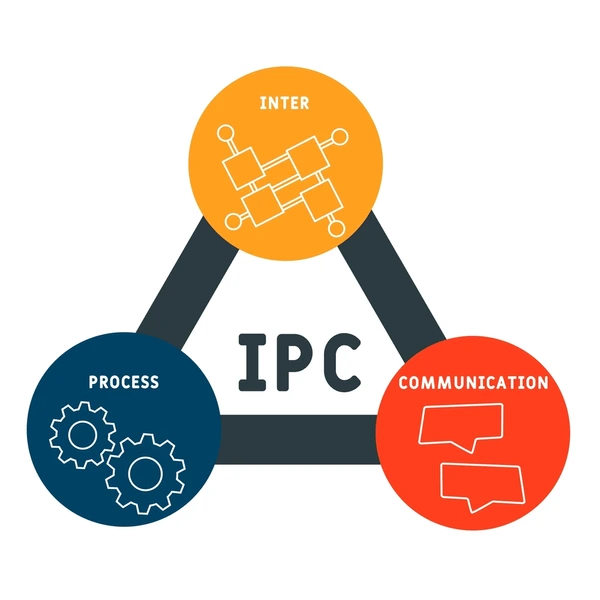 INTER
IPC
PROCESS
COMMUNICATION